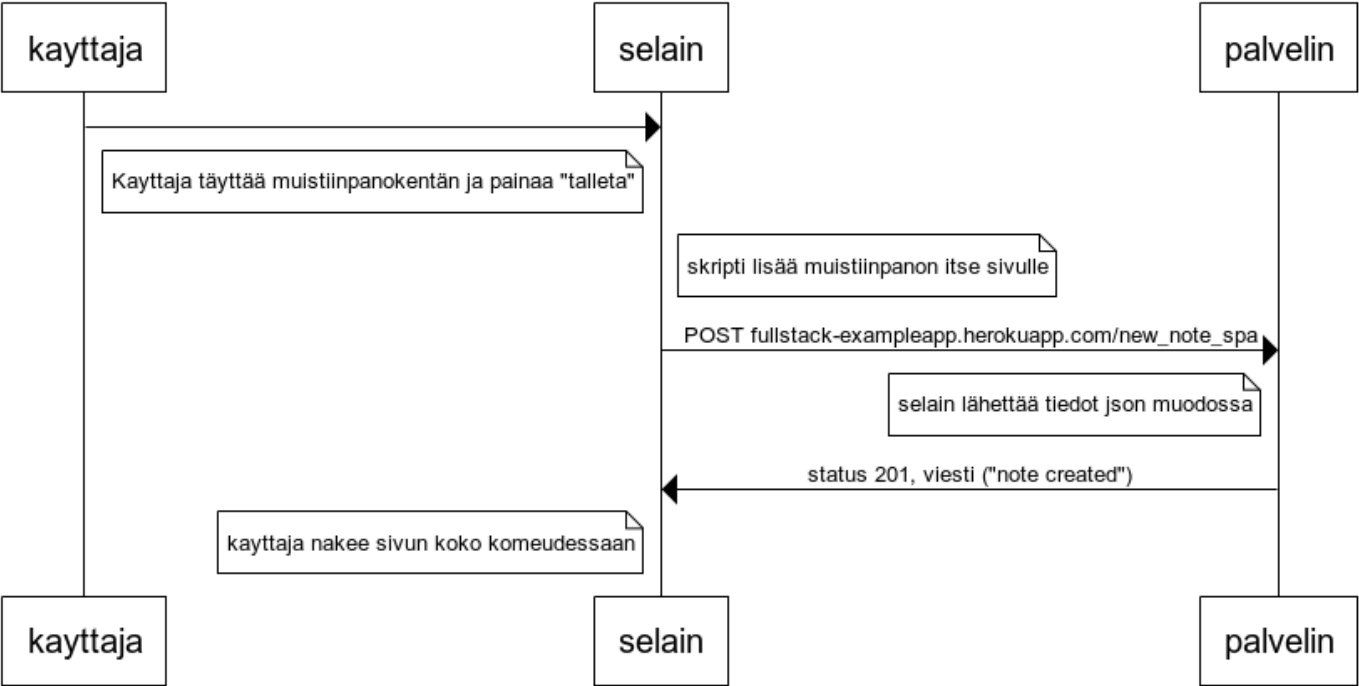 kayttaja
selain
palvelin
Kayttaja täyttää muistiinpanokentän ja painaa "talleta"
skripti lisää muistiinpanon itse sivulle
POST fullstack-exampleapp.herokuapp.com/new_note_spa
selain lähettää tiedot json muodossa
status 201, viesti ("note created")
kayttaja nakee sivun koko komeudessaan
kayttaja
selain
palvelin